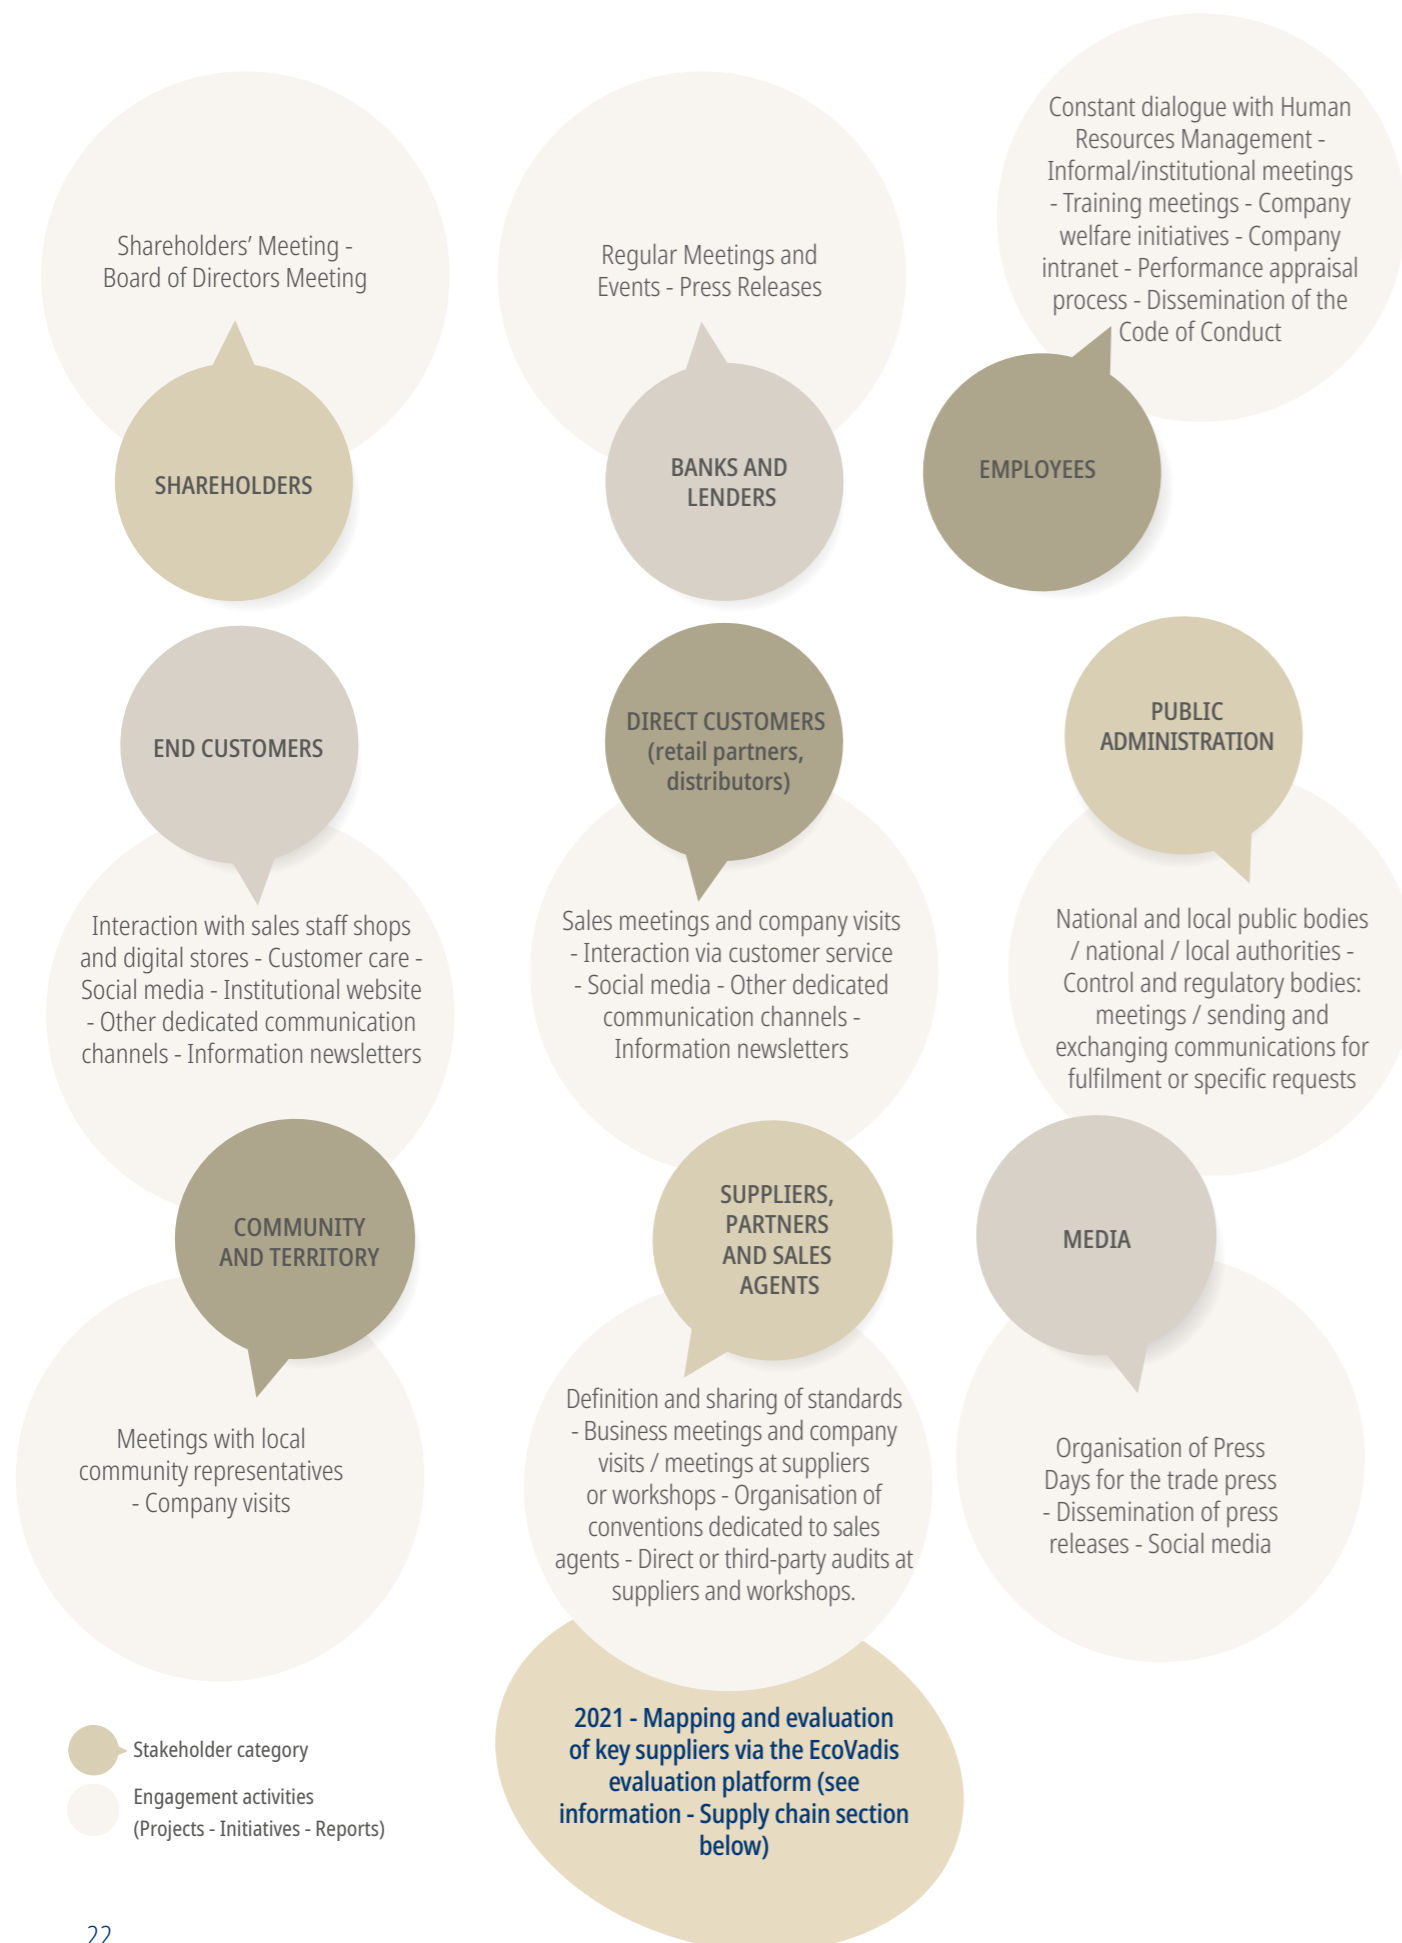 Shareholders’ Meeting -
Board of Directors Meeting
SHAREHOLDERS
Regular Meetings and
Events - Press Releases
BANKS AND
LENDERS
Constant dialogue with Human
Resources Management -
Informal/institutional meetings
- Training meetings - Company
welfare initiatives - Company
intranet - Performance appraisal
process - Dissemination of the
Code of Conduct
EMPLOYEES
END CUSTOMERS
Interaction with sales staff shops
and digital stores - Customer care -
Social media - Institutional website
- Other dedicated communication
channels - Information newsletters
DIRECT CUSTOMERS
(retail partners,
distributors)
Sales meetings and company visits
- Interaction via customer service
- Social media - Other dedicated
communication channels -
Information newsletters
PUBLIC
ADMINISTRATION
National and local public bodies
/ national / local authorities -
Control and regulatory bodies:
meetings / sending and
exchanging communications for
fulfilment or specific requests
COMMUNITY
AND TERRITORY
Meetings with local
community representatives
- Company visits
SUPPLIERS,
PARTNERS
AND SALES
AGENTS
Definition and sharing of standards
- Business meetings and company
visits / meetings at suppliers
or workshops - Organisation of
conventions dedicated to sales
agents - Direct or third-party audits at
suppliers and workshops.
2021 - Mapping and evaluation
of key suppliers via the EcoVadis
evaluation platform (see
information - Supply chain section
below)
MEDIA
Organisation of Press
Days for the trade press
- Dissemination of press
releases - Social media
Stakeholder category
Engagement activities
(Projects - Initiatives - Reports)
22